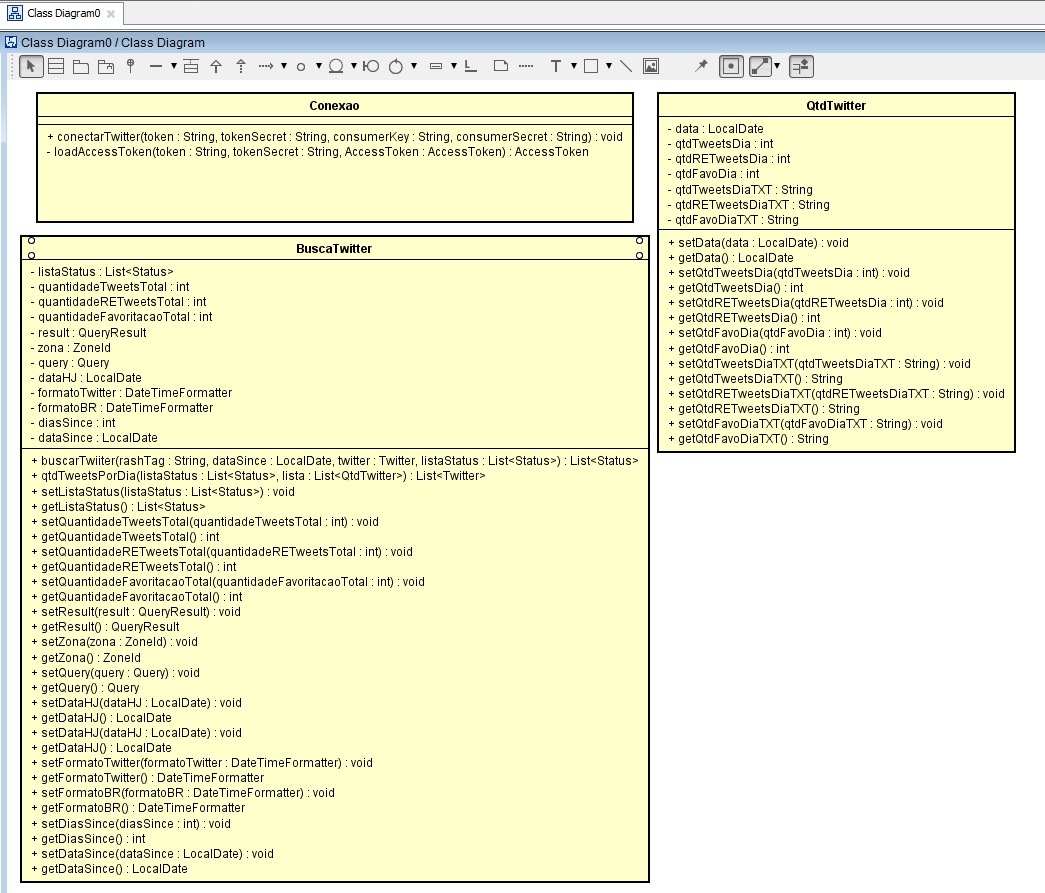 Class Diagram0
Class Diagram0 / Class Diagram
Conexao
+ conectarTwitter(token : String, tokenSecret : String, consumerKey : String, consumerSecret : String) : void
- loadAccessToken(token : String, tokenSecret : String, AccessToken : AccessToken) : AccessToken
QtdTwitter
- data : LocalDate
- qtdTweetsDia : int
- qtdRETweetsDia : int
- qtdFavoDia : int
- qtdTweetsDiaTXT : String
- qtdRETweetsDiaTXT : String
- qtdFavoDiaTXT : String
+ setData(data : LocalDate) : void
+ getData() : LocalDate
+ setQtdTweetsDia(qtdTweetsDia : int) : void
+ getQtdTweetsDia() : int
+ setQtdRETweetsDia(qtdRETweetsDia : int) : void
+ getQtdRETweetsDia() : int
+ setQtdFavoDia(qtdFavoDia : int) : void
+ getQtdFavoDia() : int
+ setQtdTweetsDiaTXT(qtdTweetsDiaTXT : String) : void
+ getQtdTweetsDiaTXT() : String
+ setQtdRETweetsDiaTXT(qtdRETweetsDiaTXT : String) : void
+ getQtdRETweetsDiaTXT() : String
+ setQtdFavoDiaTXT(qtdFavoDiaTXT : String) : void
+ getQtdFavoDiaTXT() : String
BuscaTwitter
- listaStatus : List<Status>
- quantidadeTweetsTotal : int
- quantidadeRETweetsTotal : int
- quantidadeFavoritacaoTotal : int
- result : QueryResult
- zona : ZoneId
- query : Query
- dataHJ : LocalDate
- formatoTwitter : DateTimeFormatter
- formatoBR : DateTimeFormatter
- diasSince : int
- dataSince : LocalDate
+ buscarTwiiter(rashTag : String, dataSince : LocalDate, twitter : Twitter, listaStatus : List<Status>) : List<Status>
+ qtdTweetsPorDia(listaStatus : List<Status>, lista : List<QtdTwitter>) : List<Twitter>
+ setListaStatus(listaStatus : List<Status>) : void
+ getListaStatus() : List<Status>
+ setQuantidadeTweetsTotal(quantidadeTweetsTotal : int) : void
+ getQuantidadeTweetsTotal() : int
+ setQuantidadeRETweetsTotal(quantidadeRETweetsTotal : int) : void
+ getQuantidadeRETweetsTotal() : int
+ setQuantidadeFavoritacaoTotal(quantidadeFavoritacaoTotal : int) : void
+ getQuantidadeFavoritacaoTotal() : int
+ setResult(result : QueryResult) : void
+ getResult() : QueryResult
+ setZona(zona : ZoneId) : void
+ getZona() : ZoneId
+ setQuery(query : Query) : void
+ getQuery() : Query
+ setDataHJ(dataHJ : LocalDate) : void
+ getDataHJ() : LocalDate
+ setDataHJ(dataHJ : LocalDate) : void
+ getDataHJ() : LocalDate
+ setFormatoTwitter(formatoTwitter : DateTimeFormatter) : void
+ getFormatoTwitter() : DateTimeFormatter
+ setFormatoBR(formatoBR : DateTimeFormatter) : void
+ getFormatoBR() : DateTimeFormatter
+ setDiasSince(diasSince : int) : void
+ getDiasSince() : int
+ setDataSince(dataSince : LocalDate) : void
+ getDataSince() : LocalDate